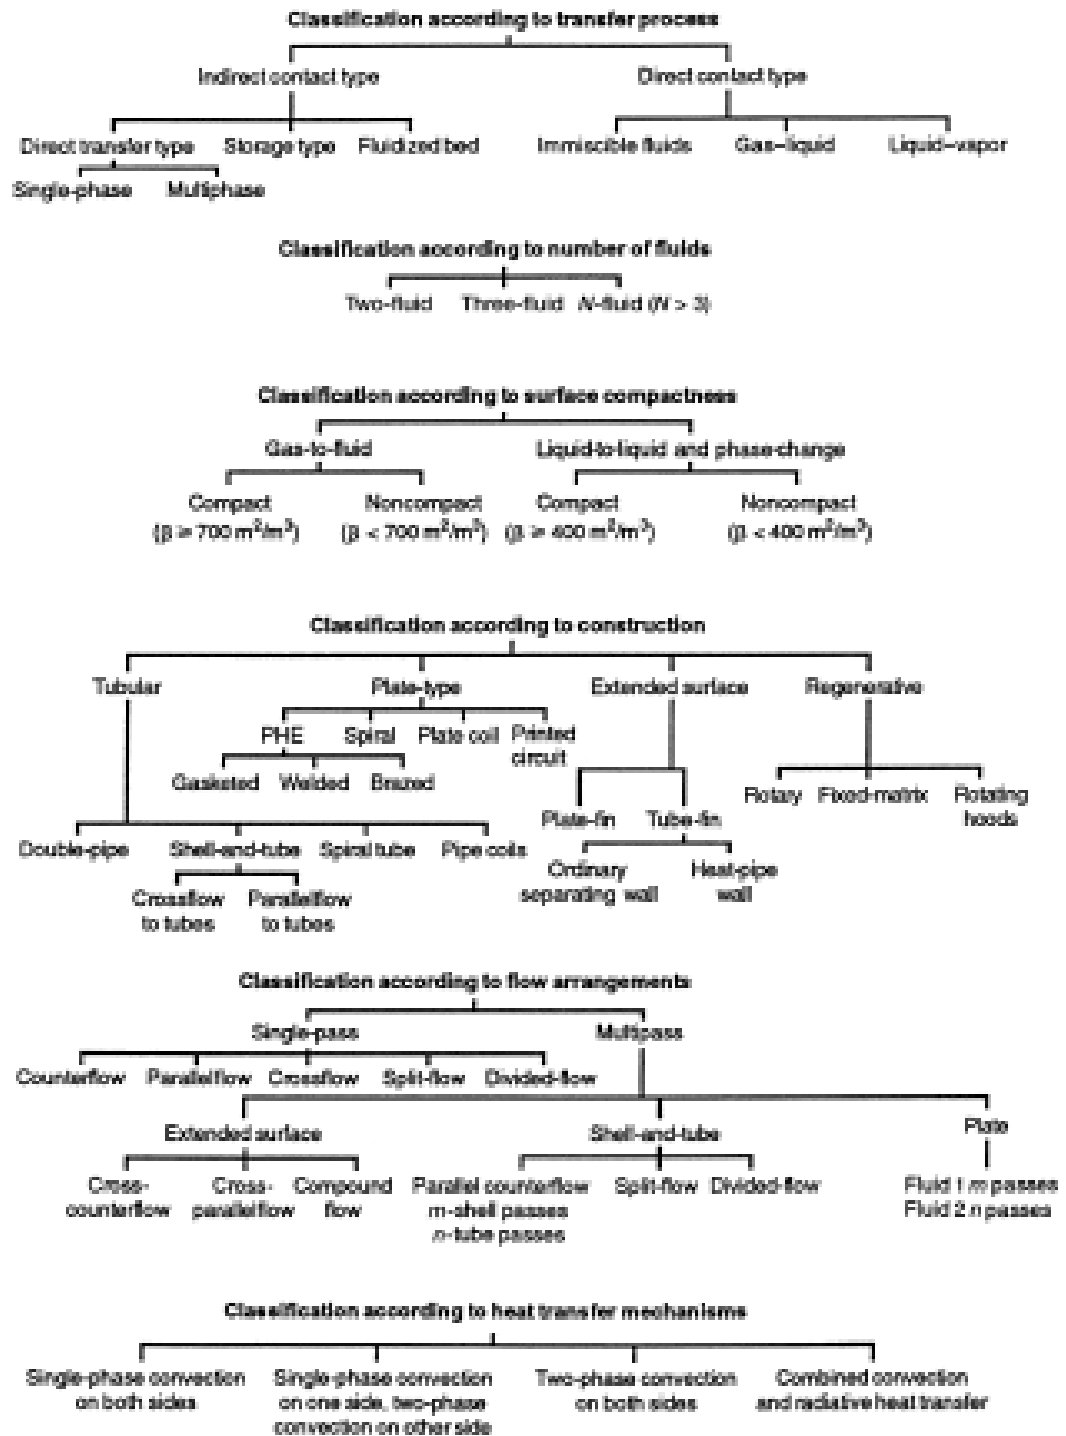 Classification according to transfer process
Indirect contact type Direct contact type
Direct transfer type Storage type Fluidized bed Immiscible fluids Gas–liquid Liquid–vapor
Single-phase Multiphase
Classification according to number of fluids
Two-fluid Three-fluid N-fluid (N > 3)
Classification according to surface compactness
Gas-to-fluid Liquid-to-liquid and phase-change
Compact Noncompact Compact Noncompact
(β ≥ 700 m²/m³) (β < 700 m²/m³) (β ≥ 400 m²/m³) (β < 400 m²/m³)
Classification according to construction
Tubular Plate-type Extended surface Regenerative
PHE Spiral Plate coil Printed
circuit
Gasketed Welded Brazed
Rotary Fixed-matrix Rotating
hoods
Plate-fin Tube-fin
Double-pipe Shell-and-tube Spiral tube Pipe coils
Ordinary Heat-pipe
separating wall wall
Crossflow Parallelflow
to tubes to tubes
Classification according to flow arrangements
Single-pass Multipass
Counterflow Parallelflow Crossflow Split-flow Divided-flow
Extended surface Shell-and-tube Plate
Cross- Cross- Compound Parallel counterflow Split-flow Divided-flow Fluid 1 m passes
counterflow parallelflow flow m-shell passes Fluid 2 n passes
n-tube passes
Classification according to heat transfer mechanisms
Single-phase convection Single-phase convection Two-phase convection Combined convection
on both sides on one side, two-phase on both sides and radiative heat transfer
convection on other side